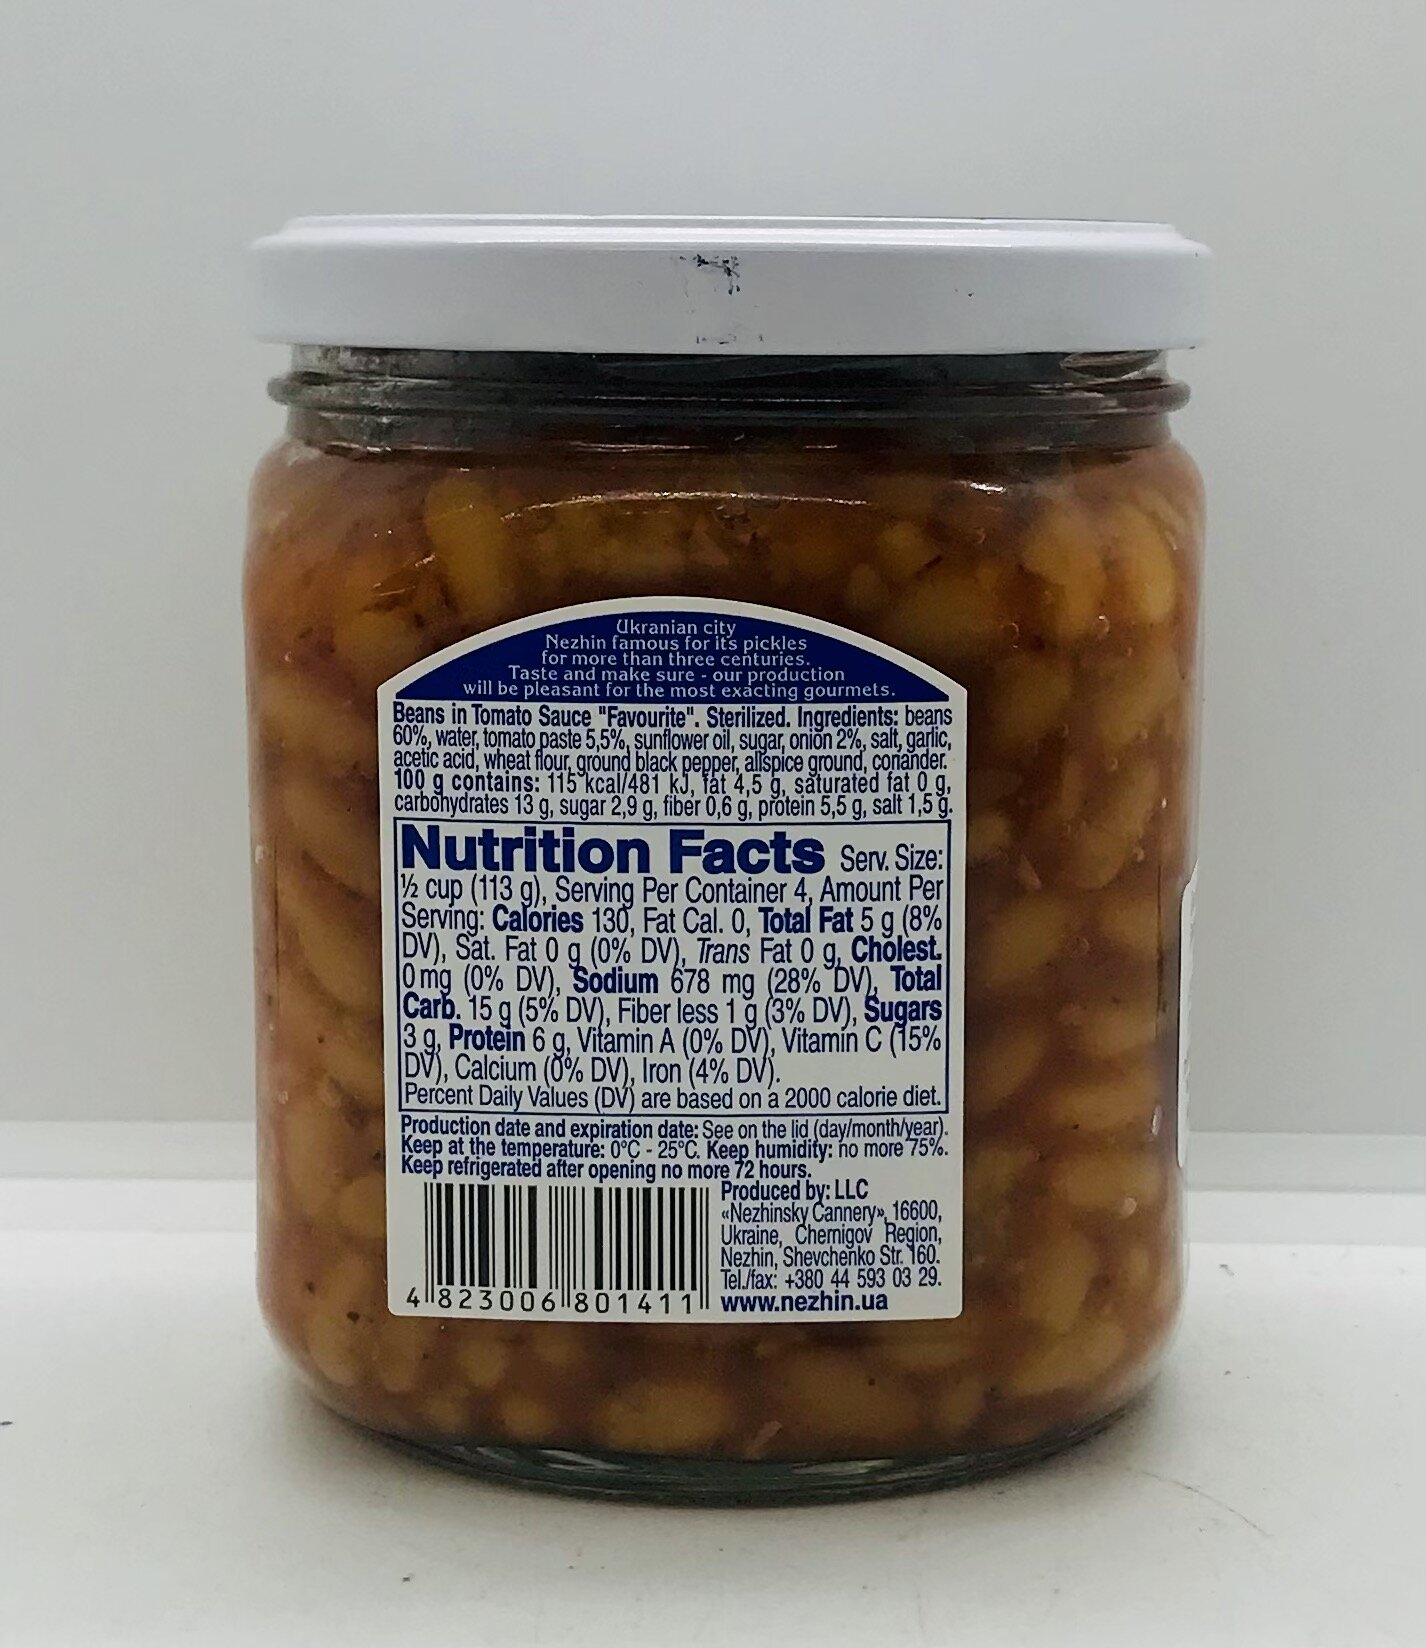 Ukranian city
Nezhin famous for its pickles
for more than three centuries.
Taste and make sure - our production
will be pleasant for the most exacting gourmets.
Beans in Tomato Sauce "Favourite". Sterilized. Ingredients: beans
60%, water, tomato paste 5,5%, sunflower oil, sugar, onion 2%, salt, garlic,
acetic acid, wheat flour, ground black pepper, allspice ground, coriander.
100 g contains: 115 kcal/481 kJ, fat 4,5 g, saturated fat 0 g,
carbohydrates 13 g, sugar 2,9 g, fiber 0,6 g, protein 5,5 g, salt 1,5 g.
Nutrition Facts Serv. Size:
½ cup (113 g), Serving Per Container 4, Amount Per
Serving: Calories 130, Fat Cal. 0, Total Fat 5 g (8%
DV), Sat. Fat 0 g (0% DV), Trans Fat 0 g, Cholest.
0 mg (0% DV), Sodium 678 mg (28% DV), Total
Carb. 15 g (5% DV), Fiber less 1 g (3% DV), Sugars
3 g, Protein 6 g, Vitamin A (0% DV), Vitamin C (15%
DV), Calcium (0% DV), Iron (4% DV).
Percent Daily Values (DV) are based on a 2000 calorie diet.
Production date and expiration date: See on the lid (day/month/year).
Keep at the temperature: 0°C - 25°C. Keep humidity: no more 75%.
Keep refrigerated after opening no more 72 hours.
Produced by: LLC
«Nezhinsky Cannery», 16600,
Ukraine, Chernigov Region,
Nezhin, Shevchenko Str. 160.
Tel./fax: +380 44 593 03 29.
www.nezhin.ua
4 823006 801411